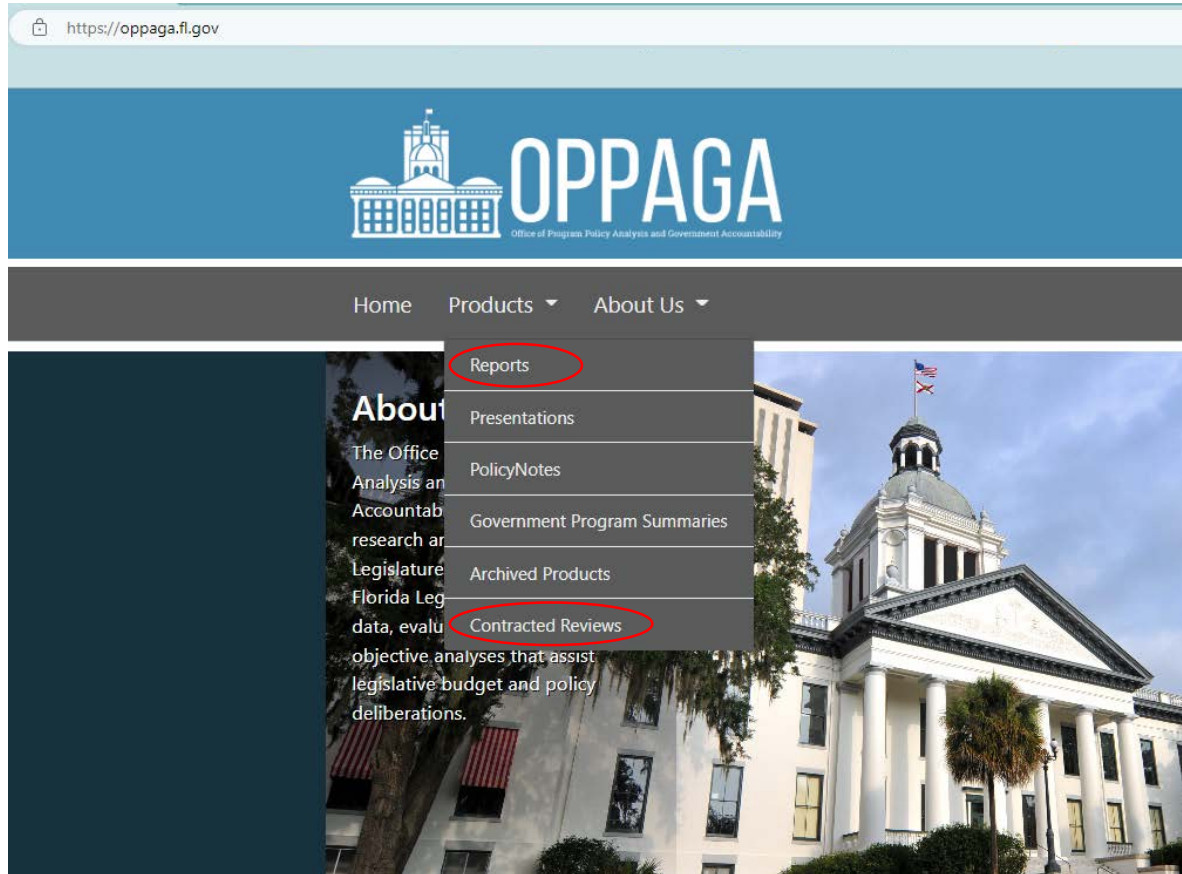 https://oppaga.fl.gov
OPPAGA
Office of Program Policy Analysis and Government Accountability
Home Products About Us
Reports
Presentations
PolicyNotes
Government Program Summaries
Archived Products
Contracted Reviews
About
The Office
Analysis an
Accountab
research an
Legislature
Florida Leg
data, evalu
objective analyses that assist
legislative budget and policy
deliberations.